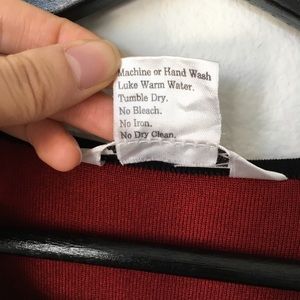 Machine or Hand Wash
Luke Warm Water.
Tumble Dry.
No Bleach.
No Iron.
No Dry Clean.